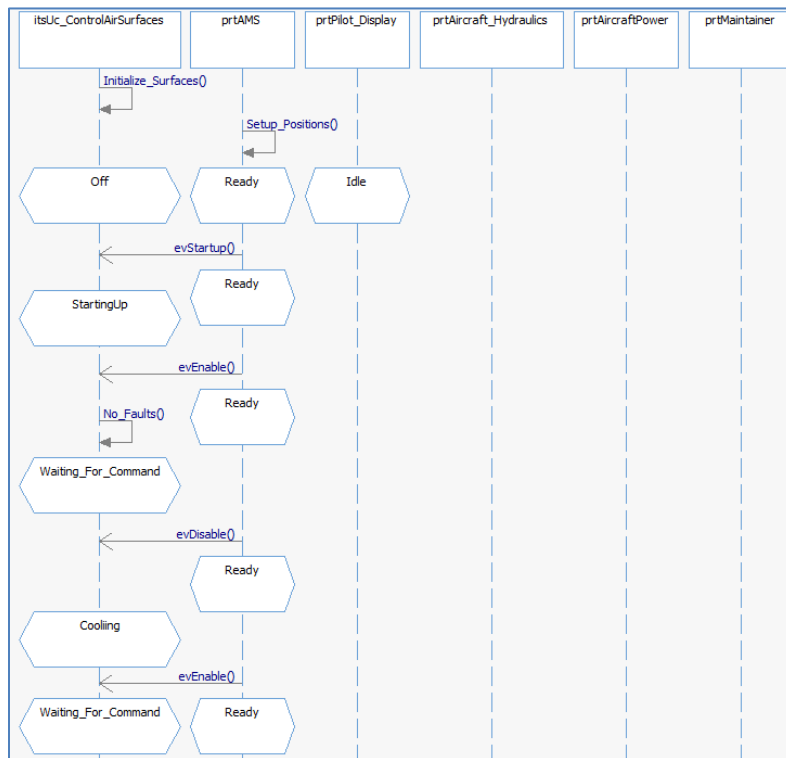 itsUc_ControlAirSurfaces
prtAMS
prtPilot_Display
prtAircraft_Hydraulics
prtAircraftPower
prtMaintainer
Initialize_Surfaces()
Setup_Positions()
Off
Ready
Idle
evStartup()
Ready
StartingUp
evEnable()
Ready
No_Faults()
Waiting_For_Command
evDisable()
Ready
Cooliing
evEnable()
Waiting_For_Command
Ready